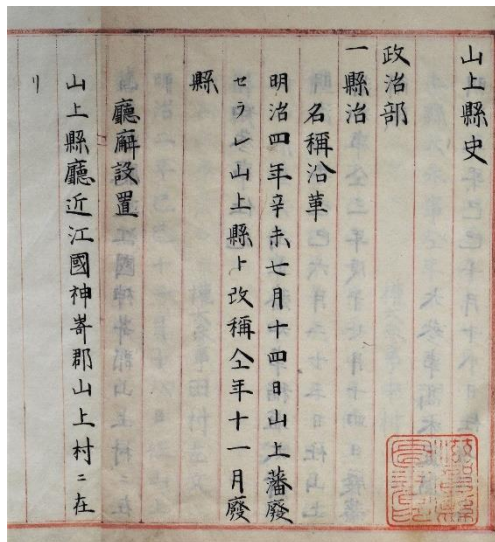 山上縣史
政治部
一縣治
名稱沿革
明治四年辛未七月十四日山上藩廢
セラレ山上縣ト改稱仝年十一月廢
縣
廳廨設置
山上縣廳近江國神嵜郡山上村ニ在
リ